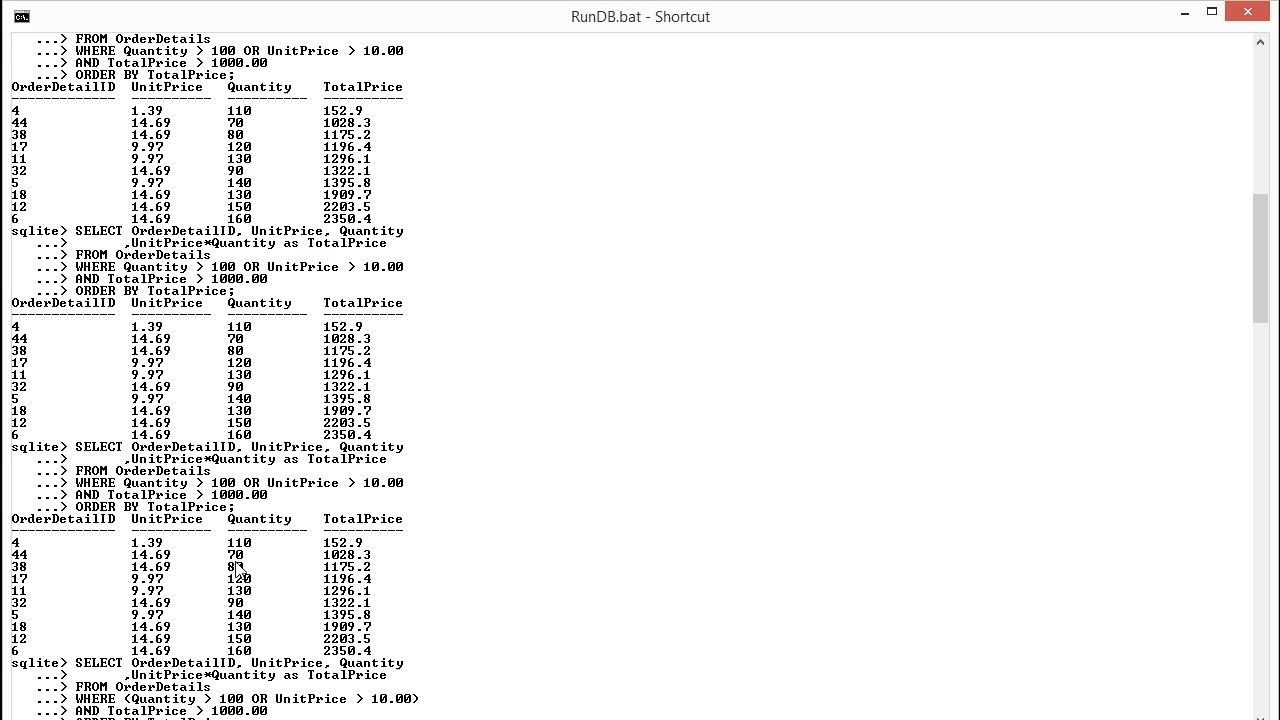 RunDB.bat - Shortcut
...> FROM OrderDetails
...> WHERE Quantity > 100 OR UnitPrice > 10.00
...> AND TotalPrice > 1000.00
...> ORDER BY TotalPrice;
OrderDetailID UnitPrice Quantity TotalPrice
------------- ---------- ---------- ----------
4 1.39 110 152.9
44 14.69 70 1028.3
38 14.69 80 1175.2
17 9.97 120 1196.4
11 9.97 130 1296.1
32 14.69 90 1322.1
5 9.97 140 1395.8
18 14.69 130 1909.7
12 14.69 150 2203.5
6 14.69 160 2350.4
sqlite> SELECT OrderDetailID, UnitPrice, Quantity
...> ,UnitPrice*Quantity as TotalPrice
...> FROM OrderDetails
...> WHERE Quantity > 100 OR UnitPrice > 10.00
...> AND TotalPrice > 1000.00
...> ORDER BY TotalPrice;
OrderDetailID UnitPrice Quantity TotalPrice
------------- ---------- ---------- ----------
4 1.39 110 152.9
44 14.69 70 1028.3
38 14.69 80 1175.2
17 9.97 120 1196.4
11 9.97 130 1296.1
32 14.69 90 1322.1
5 9.97 140 1395.8
18 14.69 130 1909.7
12 14.69 150 2203.5
6 14.69 160 2350.4
sqlite> SELECT OrderDetailID, UnitPrice, Quantity
...> ,UnitPrice*Quantity as TotalPrice
...> FROM OrderDetails
...> WHERE Quantity > 100 OR UnitPrice > 10.00
...> AND TotalPrice > 1000.00
...> ORDER BY TotalPrice;
OrderDetailID UnitPrice Quantity TotalPrice
------------- ---------- ---------- ----------
4 1.39 110 152.9
44 14.69 70 1028.3
38 14.69 80 1175.2
17 9.97 120 1196.4
11 9.97 130 1296.1
32 14.69 90 1322.1
5 9.97 140 1395.8
18 14.69 130 1909.7
12 14.69 150 2203.5
6 14.69 160 2350.4
sqlite> SELECT OrderDetailID, UnitPrice, Quantity
...> ,UnitPrice*Quantity as TotalPrice
...> FROM OrderDetails
...> WHERE (Quantity > 100 OR UnitPrice > 10.00)
...> AND TotalPrice > 1000.00